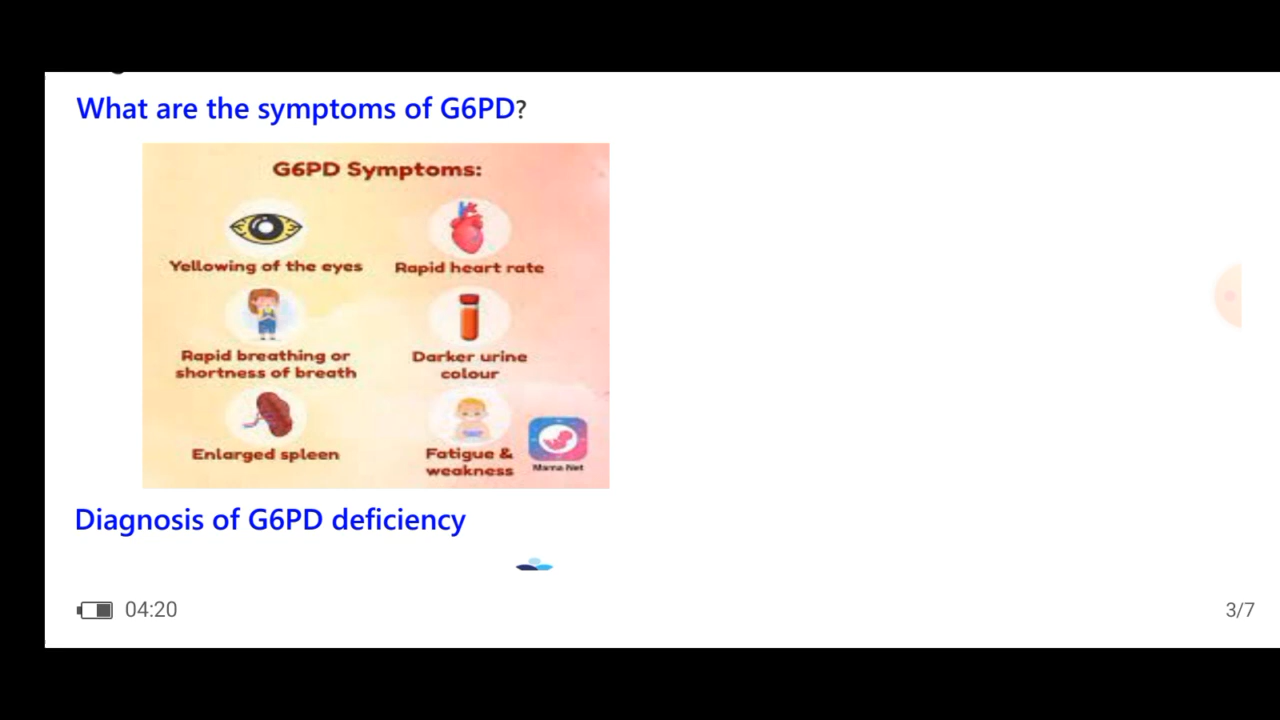 What are the symptoms of G6PD?
G6PD Symptoms:
Yellowing of the eyes
Rapid heart rate
Rapid breathing or
shortness of breath
Darker urine
colour
Enlarged spleen
Fatigue &
weakness
Mama Net
Diagnosis of G6PD deficiency
04:20
3/7